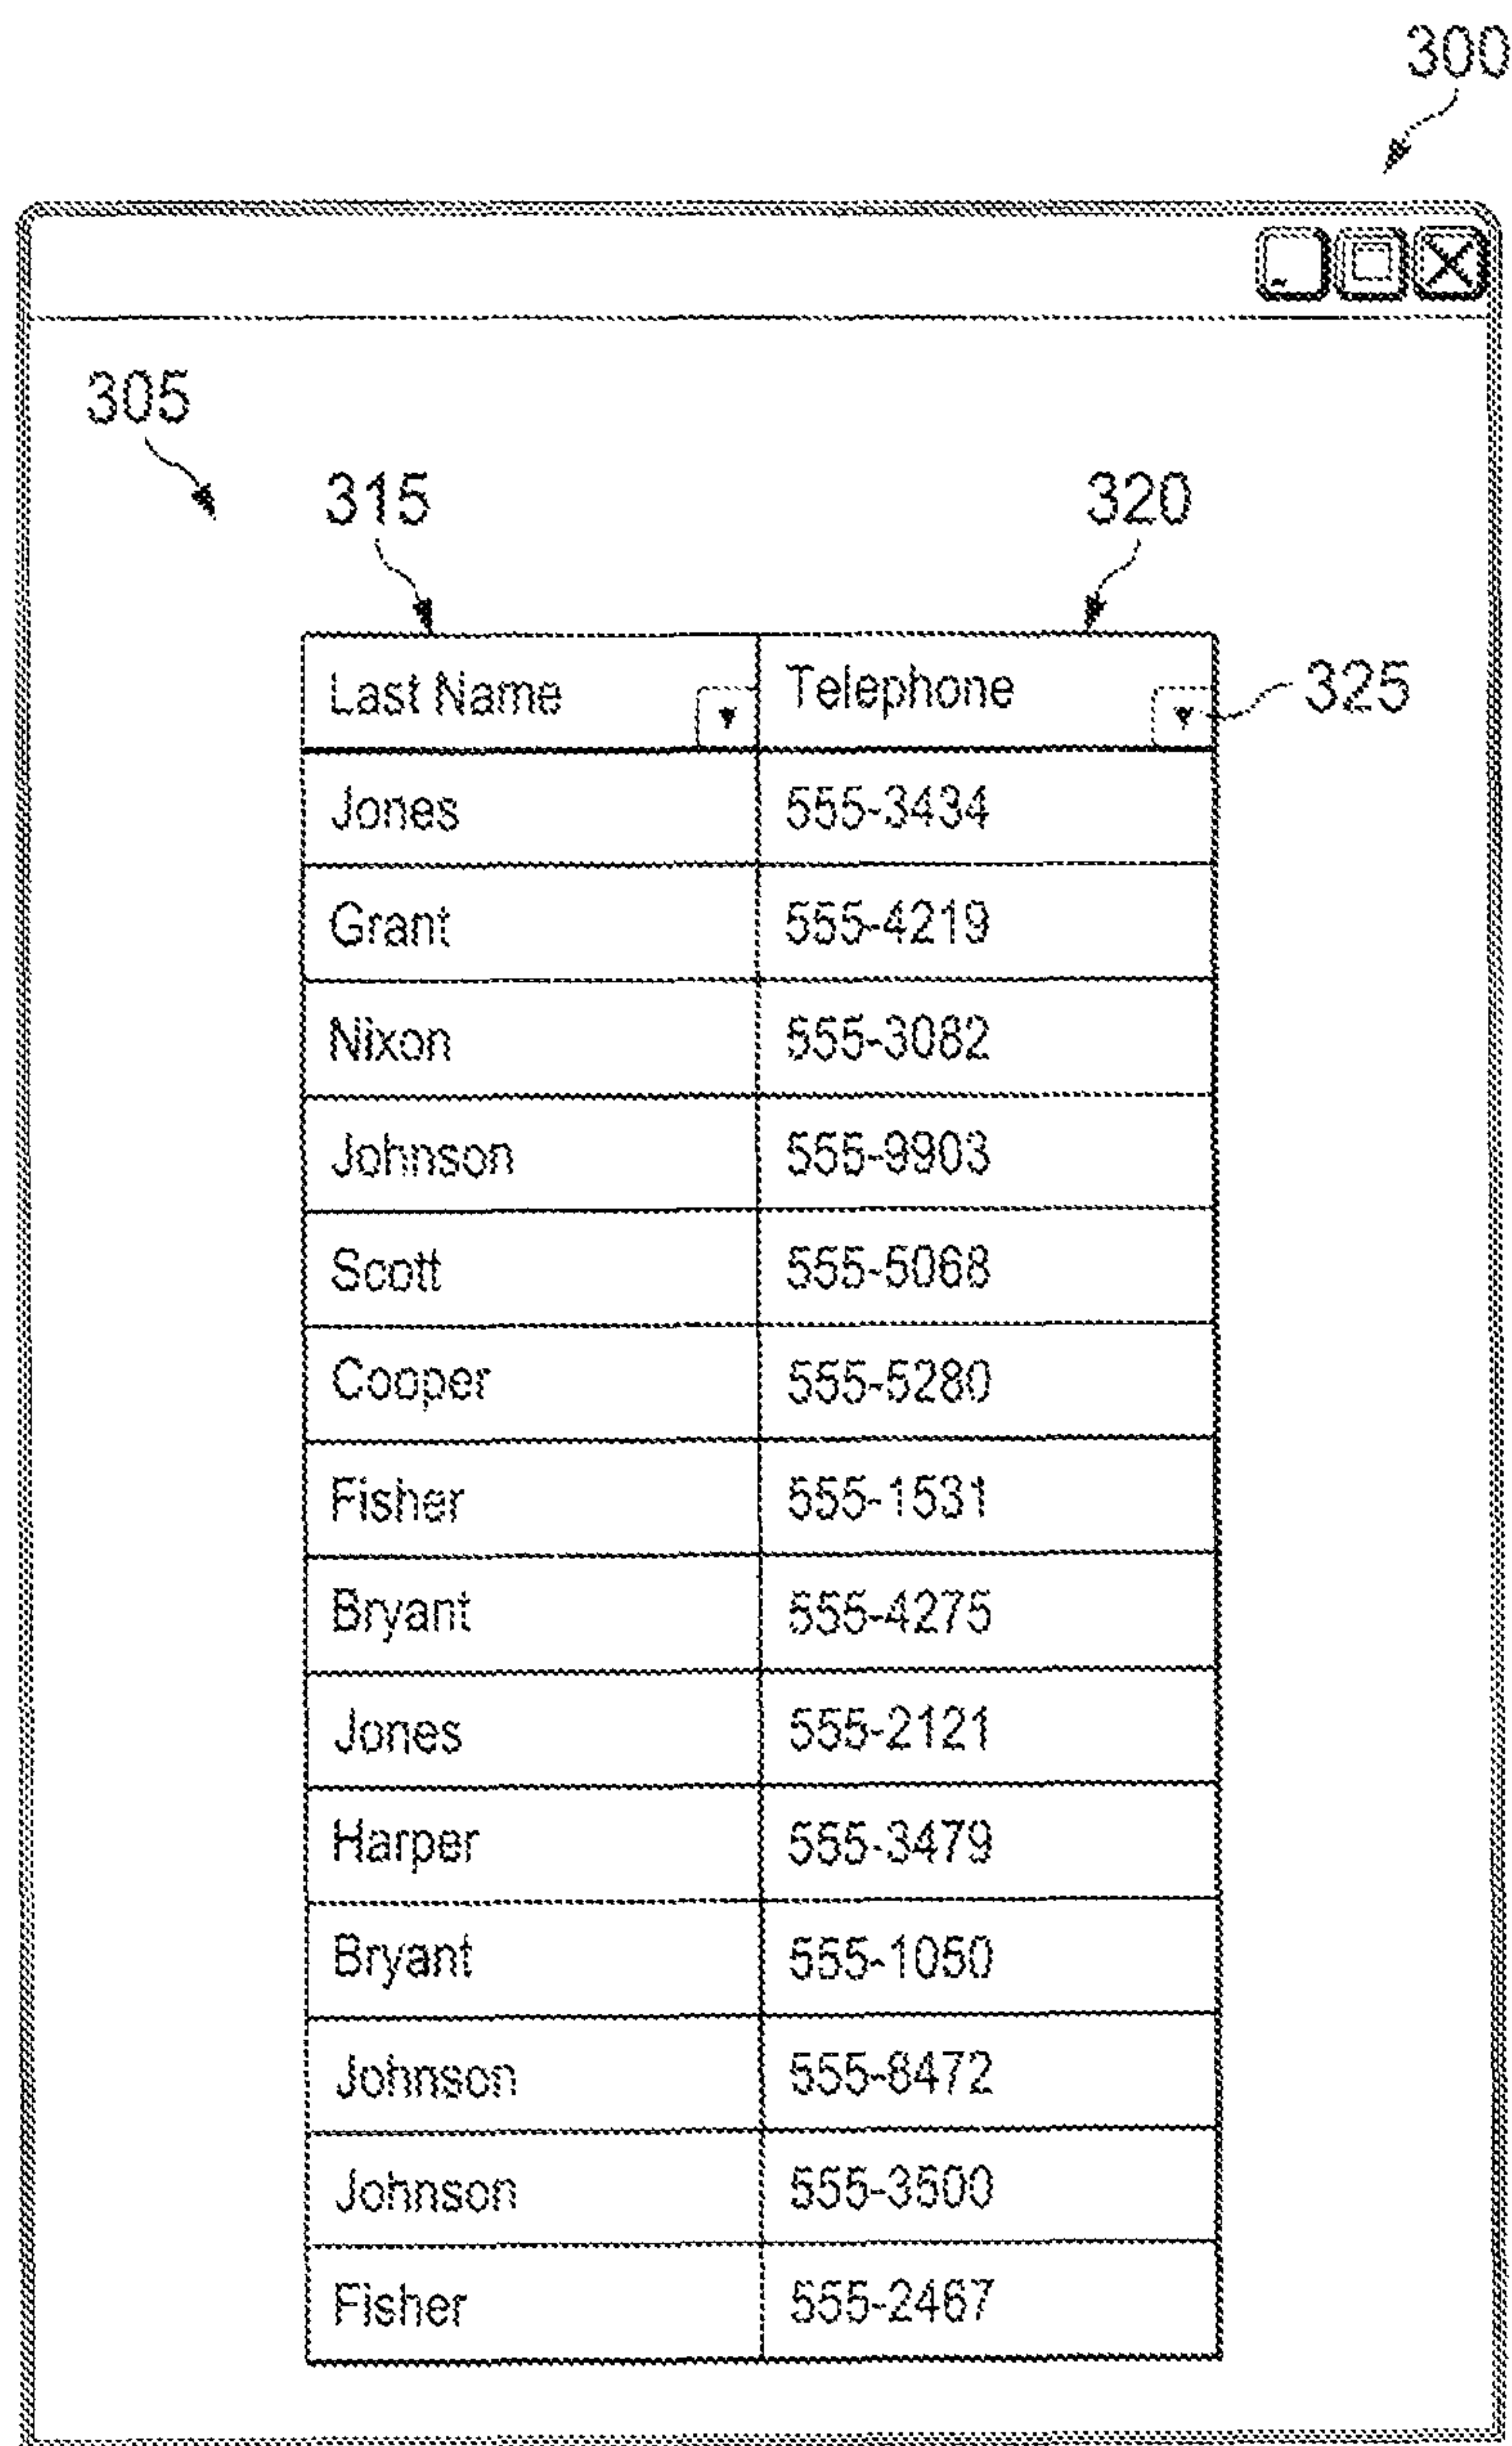 300
305
315 320
Last Name Telephone 325
Jones 555-3434
Grant 555-4219
Nixon 555-3082
Johnson 555-9903
Scott 555-5068
Cooper 555-5280
Fisher 555-1531
Bryant 555-4275
Jones 555-2121
Harper 555-3479
Bryant 555-1050
Johnson 555-8472
Johnson 555-3500
Fisher 555-2467